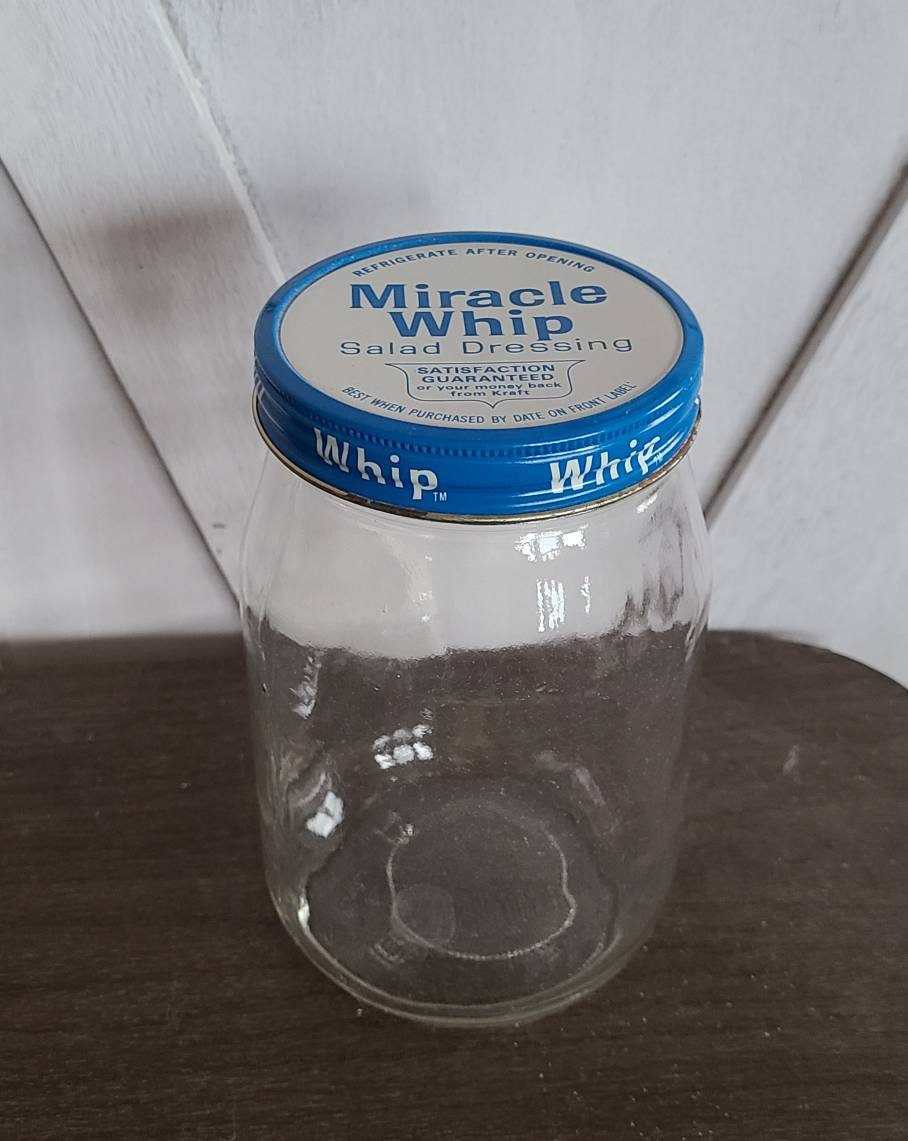 REFRIGERATE AFTER OPENING
Miracle
Whip
Salad Dressing
SATISFACTION
GUARANTEED
or your money back
from Kraft
BEST WHEN PURCHASED BY DATE ON FRONT LABEL
Whip™ Whip™